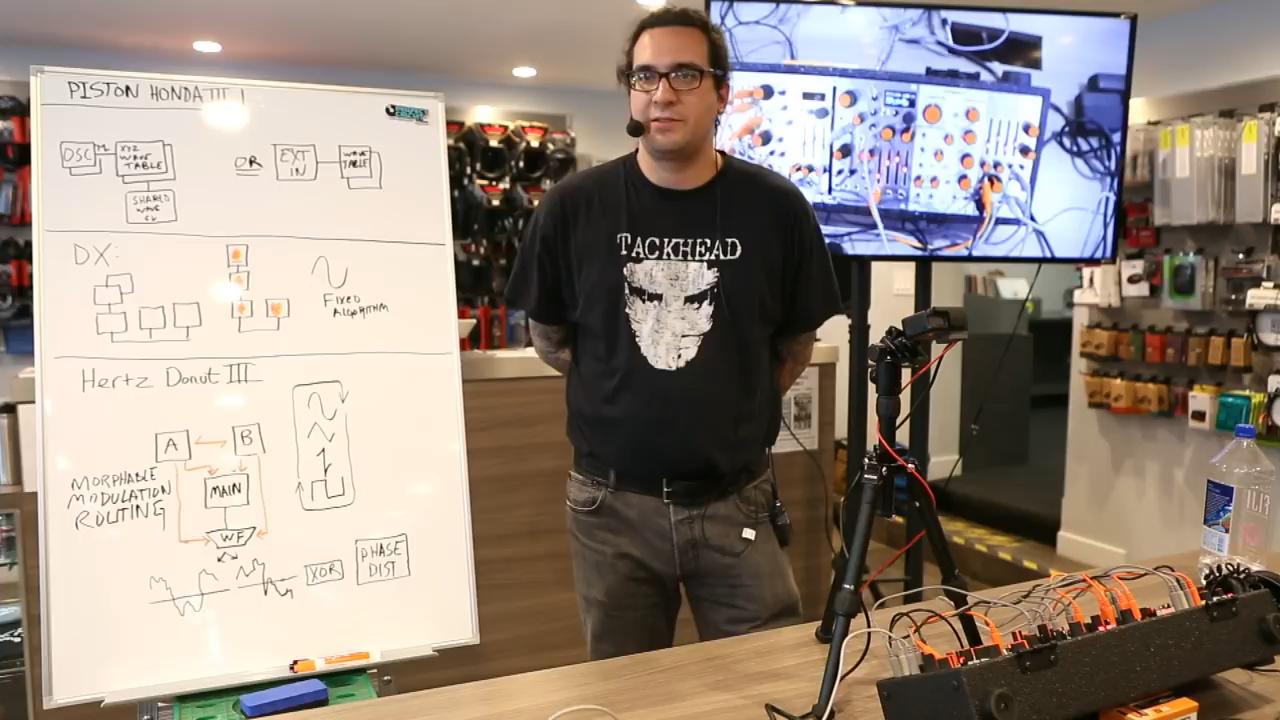 PISTON HONDA III
OSC
XYZ
WAVE
TABLE
SHARED
WAVE
OR
EXT
IN
WAVE
TABLE
DX:
FIXED
ALGORITHM
Hertz Donut III
A
B
MORPHABLE
MODULATION
ROUTING
MAIN
WF
XOR
PHASE
DIST
TACKHEAD
FIJI